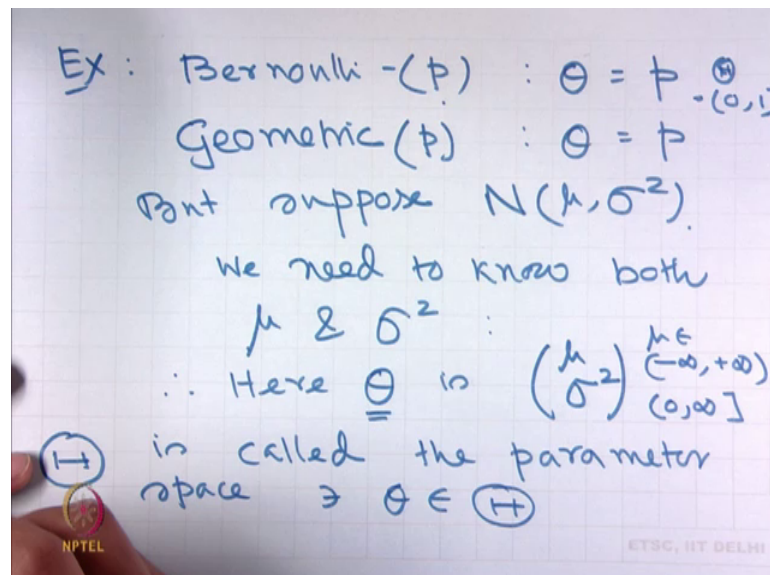 Ex : Bernoulli - (p) : θ = p Ⓗ - (0, 1)
Geometric (p) : θ = p
But suppose N(μ, σ²).
We need to know both
μ & σ² :
∴ Here θ is (μ σ²) μ ∈ (-∞, +∞) (0, ∞]
Ⓗ is called the parameter
space ∋ θ ∈ Ⓗ
NPTEL
ETSC, IIT DELHI